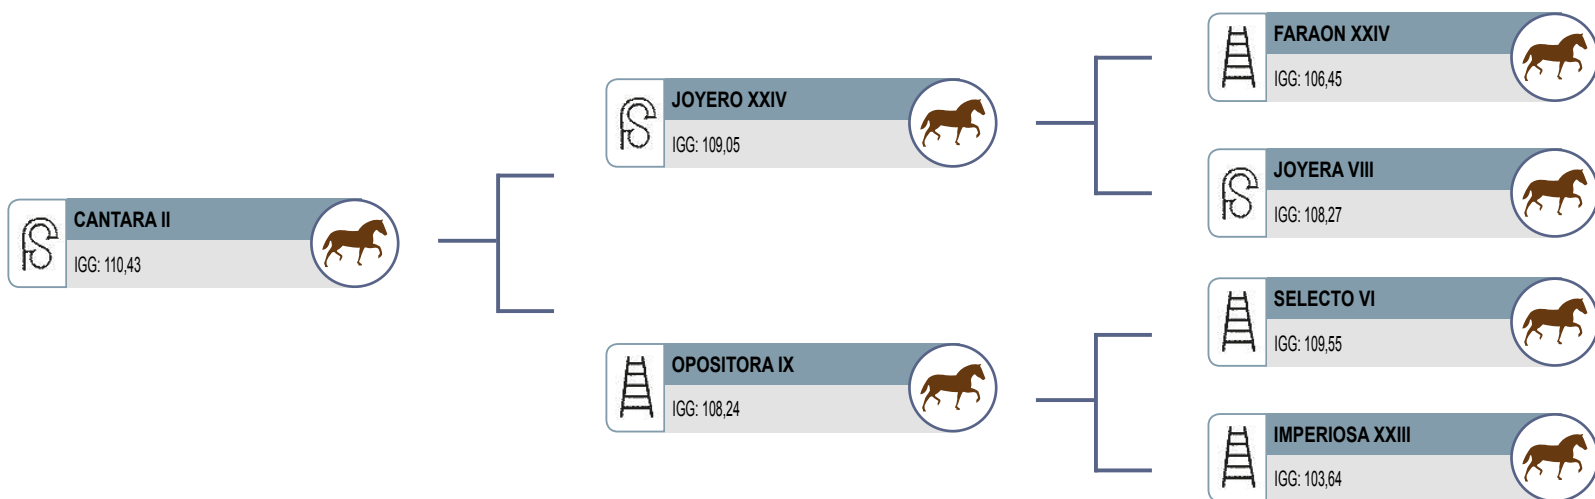 CANTARA II
IGG: 110,43
JOYERO XXIV
IGG: 109,05
OPOSITORA IX
IGG: 108,24
FARAON XXIV
IGG: 106,45
JOYERA VIII
IGG: 108,27
SELECTO VI
IGG: 109,55
IMPERIOSA XXIII
IGG: 103,64